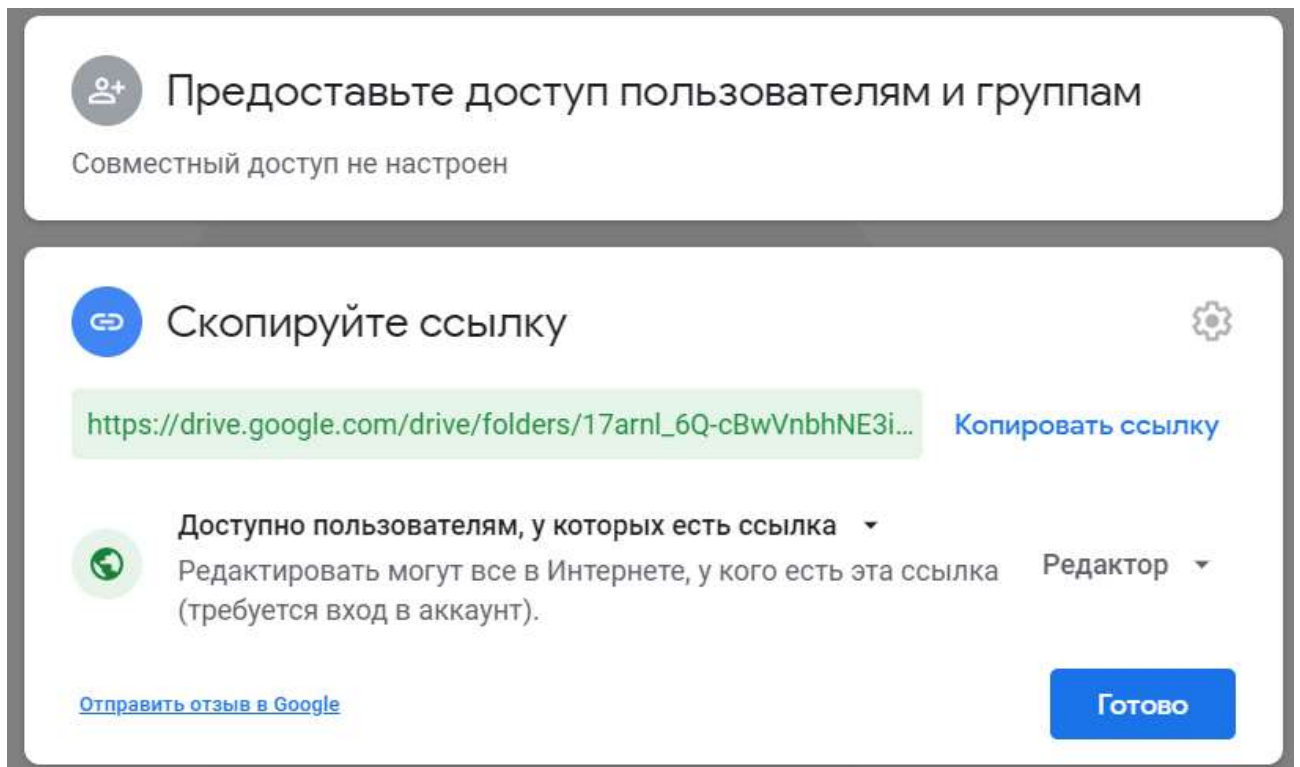 Предоставьте доступ пользователям и группам
Совместный доступ не настроен
Скопируйте ссылку
https://drive.google.com/drive/folders/17arnl_6Q-cBwVnbhNE3i...
Копировать ссылку
Доступно пользователям, у которых есть ссылка
Редактировать могут все в Интернете, у кого есть эта ссылка
(требуется вход в аккаунт).
Редактор
Отправить отзыв в Google
Готово